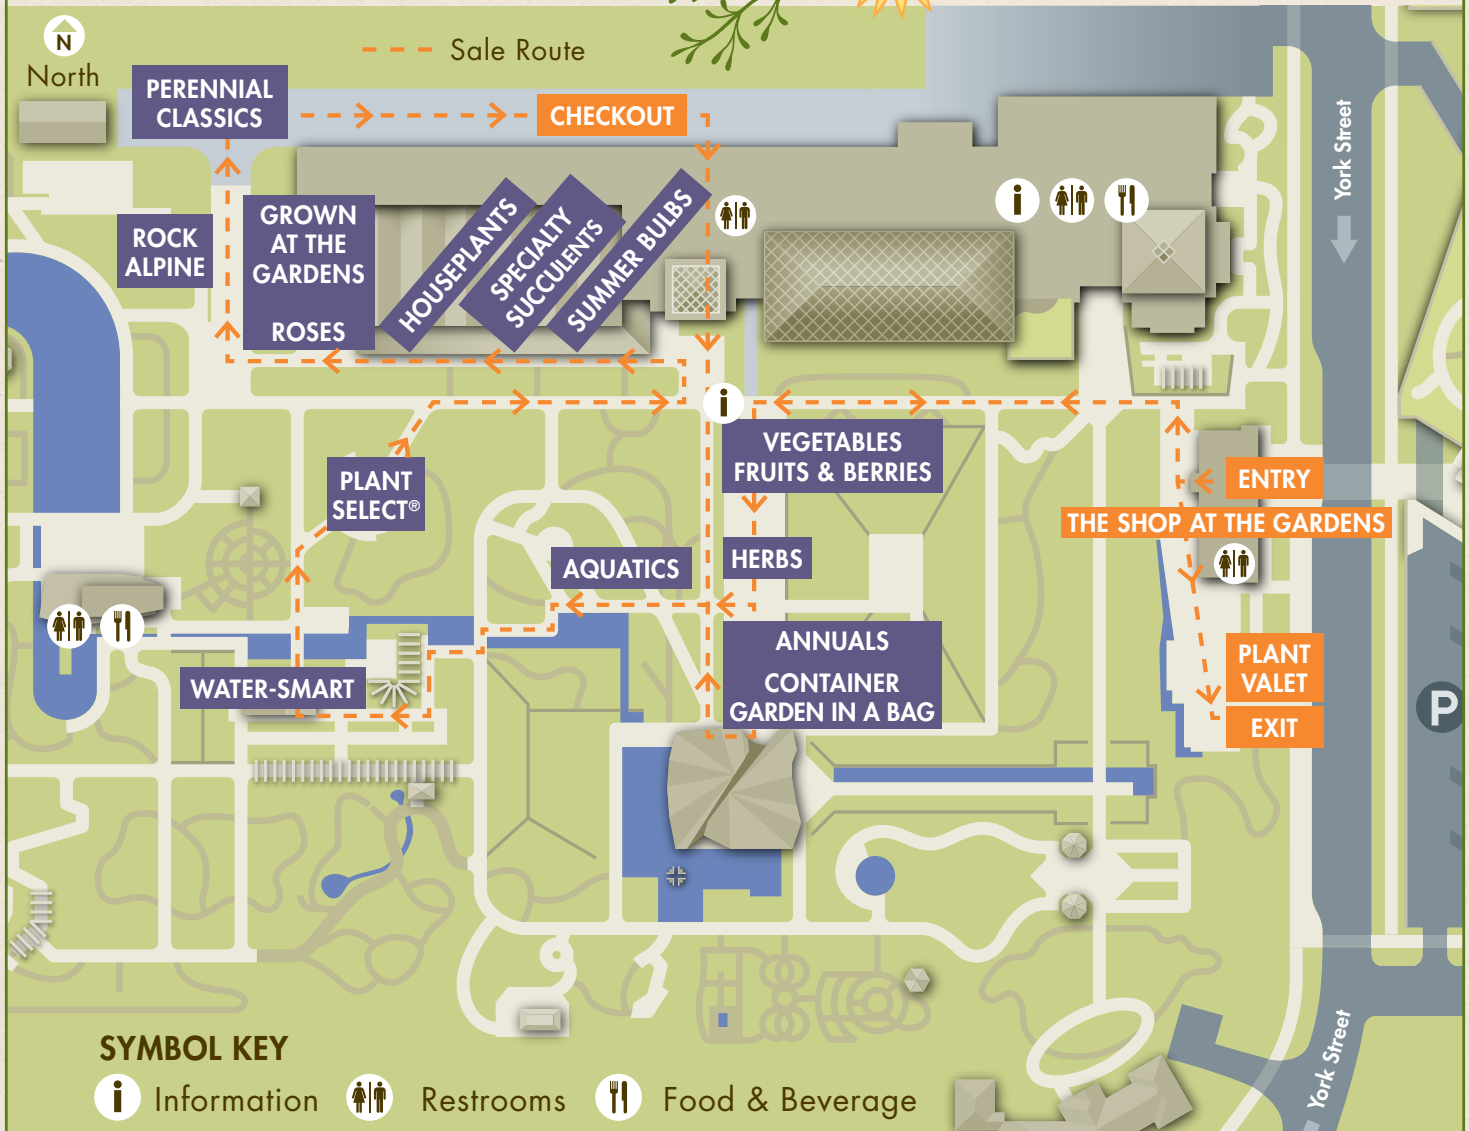 N
North
Sale Route
PERENNIAL
CLASSICS
CHECKOUT
York Street
ROCK
ALPINE
GROWN
AT THE
GARDENS
ROSES
HOUSEPLANTS
SPECIALTY
SUCCULENTS
SUMMER BULBS
i
i
PLANT
SELECT®
VEGETABLES
FRUITS & BERRIES
ENTRY
THE SHOP AT THE GARDENS
AQUATICS
HERBS
ANNUALS
CONTAINER
GARDEN IN A BAG
WATER-SMART
PLANT
VALET
EXIT
P
York Street
SYMBOL KEY
i Information
Restrooms
Food & Beverage